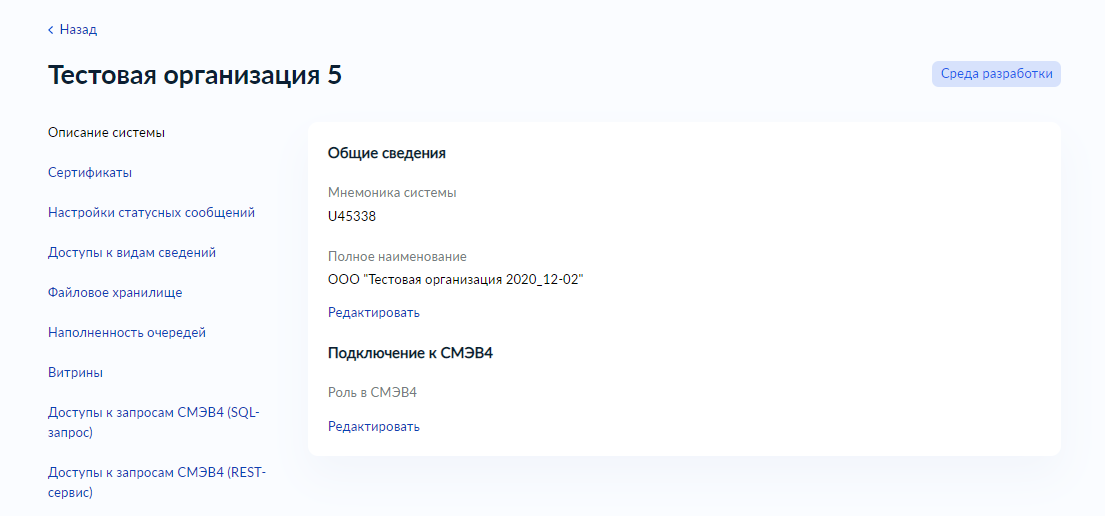 Назад
Тестовая организация 5
Среда разработки
Описание системы
Сертификаты
Настройки статусных сообщений
Доступы к видам сведений
Файловое хранилище
Наполненность очередей
Витрины
Доступы к запросам СМЭВ4 (SQL-
запрос)
Доступы к запросам СМЭВ4 (REST-
сервис)
Общие сведения
Мнемоника системы
U45338
Полное наименование
ООО "Тестовая организация 2020_12-02"
Редактировать
Подключение к СМЭВ4
Роль в СМЭВ4
Редактировать